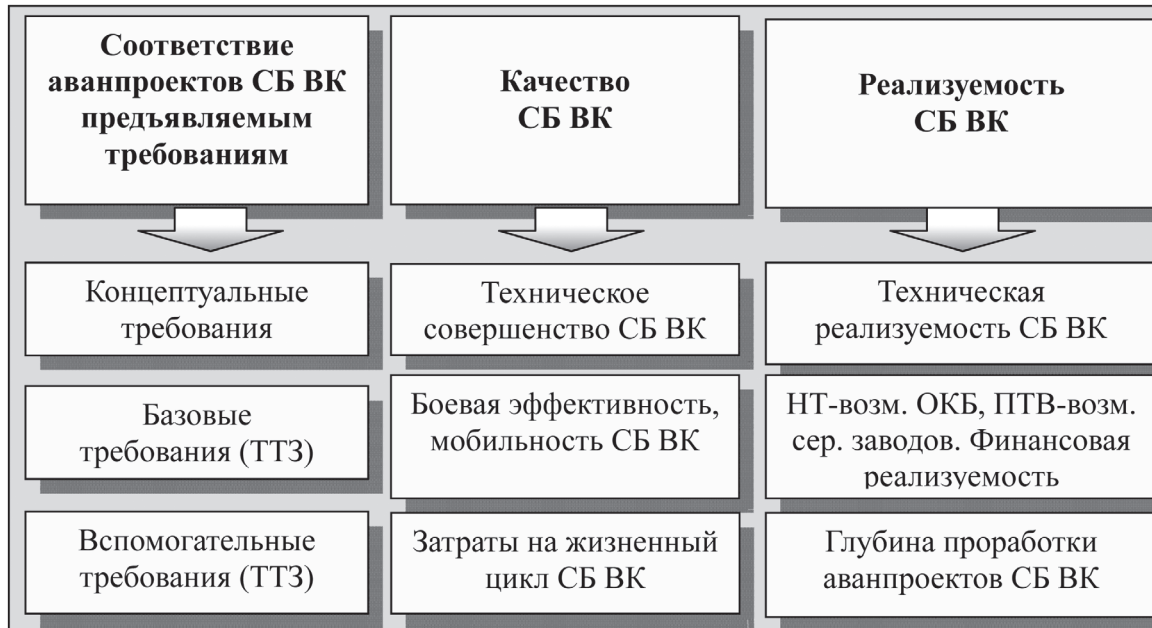 Соответствие
аванпроектов СБ ВК
предъявляемым
требованиям
Качество
СБ ВК
Реализуемость
СБ ВК
Концептуальные
требования
Техническое
совершенство СБ ВК
Техническая
реализуемость СБ ВК
Базовые
требования (ТТЗ)
Боевая эффективность,
мобильность СБ ВК
НТ-возм. ОКБ, ПТВ-возм.
сер. заводов. Финансовая
реализуемость
Вспомогательные
требования (ТТЗ)
Затраты на жизненный
цикл СБ ВК
Глубина проработки
аванпроектов СБ ВК